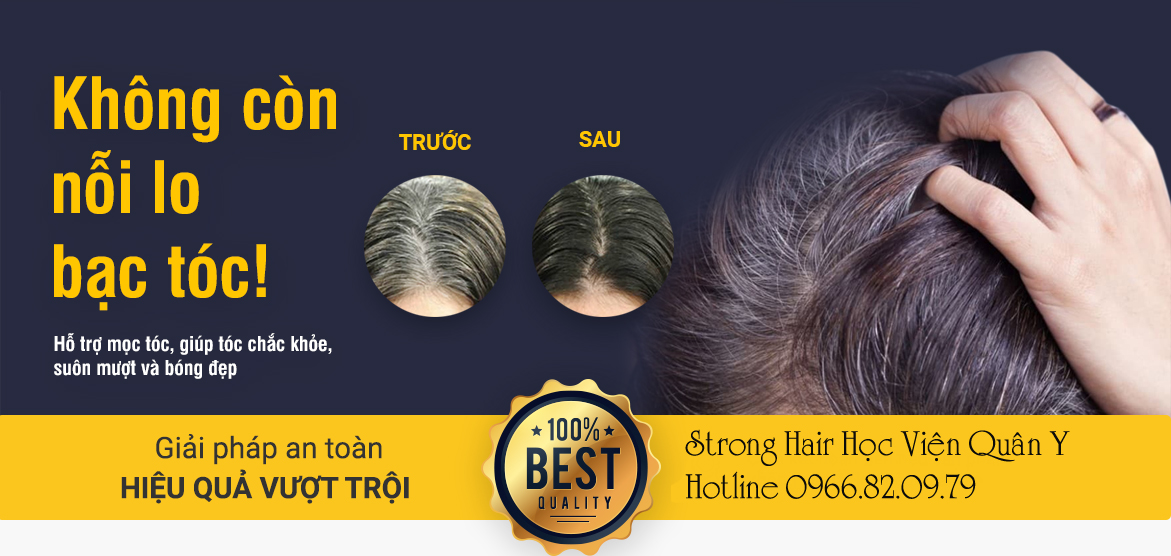 Không còn
nỗi lo
bạc tóc!
Hỗ trợ mọc tóc, giúp tóc chắc khỏe,
suôn mượt và bóng đẹp
TRƯỚC
SAU
Giải pháp an toàn
HIỆU QUẢ VƯỢT TRỘI
100%
BEST
QUALITY
Strong Hair Học Viện Quân Y
Hotline 0966.82.09.79